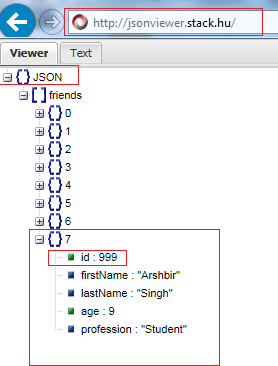 http://jsonviewer.stack.hu/
Viewer Text
JSON
friends
0
1
2
3
4
5
6
7
id : 999
firstName : "Arshbir"
lastName : "Singh"
age : 9
profession : "Student"